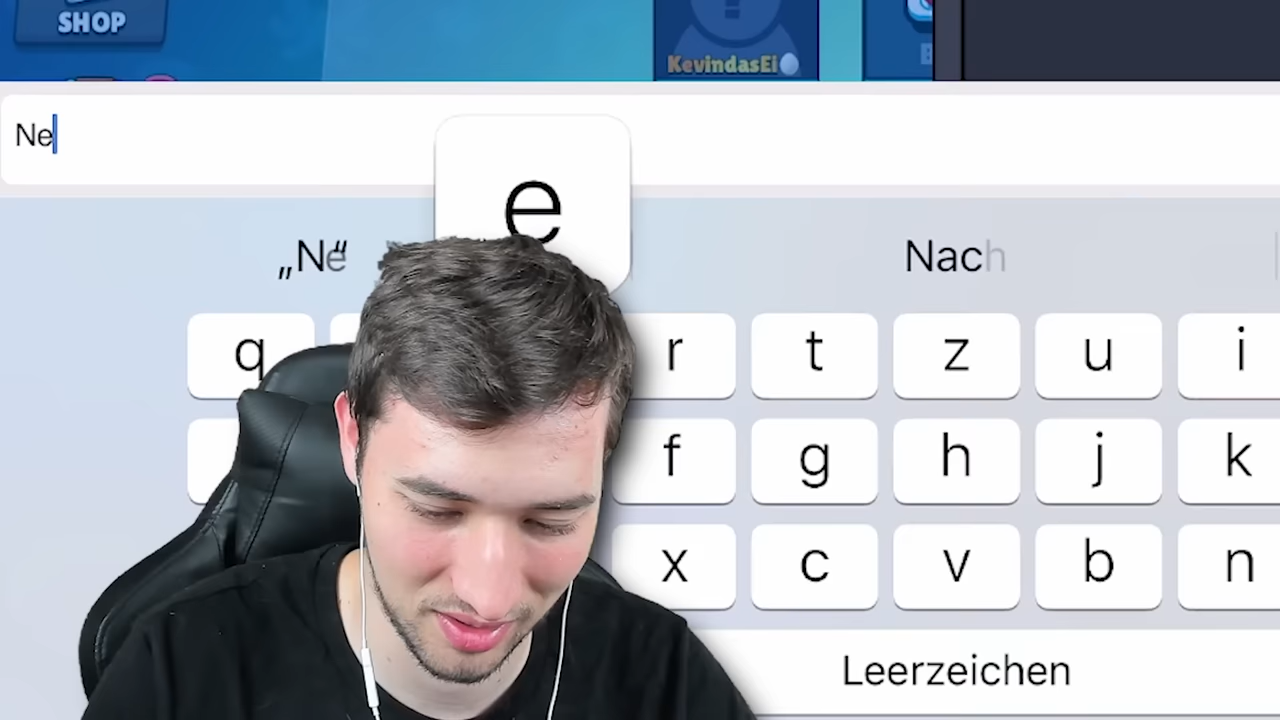 SHOP
KevindasEi
Ne
e
„Ne“
Nach
q r t z u i
f g h j k
x c v b n
Leerzeichen